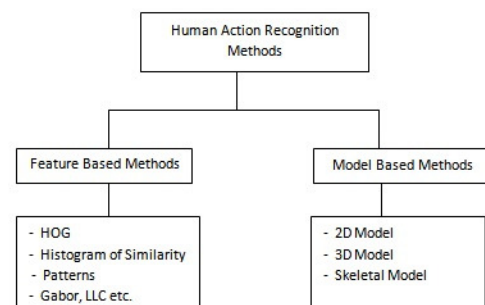 Human Action Recognition
Methods
Feature Based Methods
Model Based Methods
- HOG
- Histogram of Similarity
- Patterns
- Gabor, LLC etc.
- 2D Model
- 3D Model
- Skeletal Model